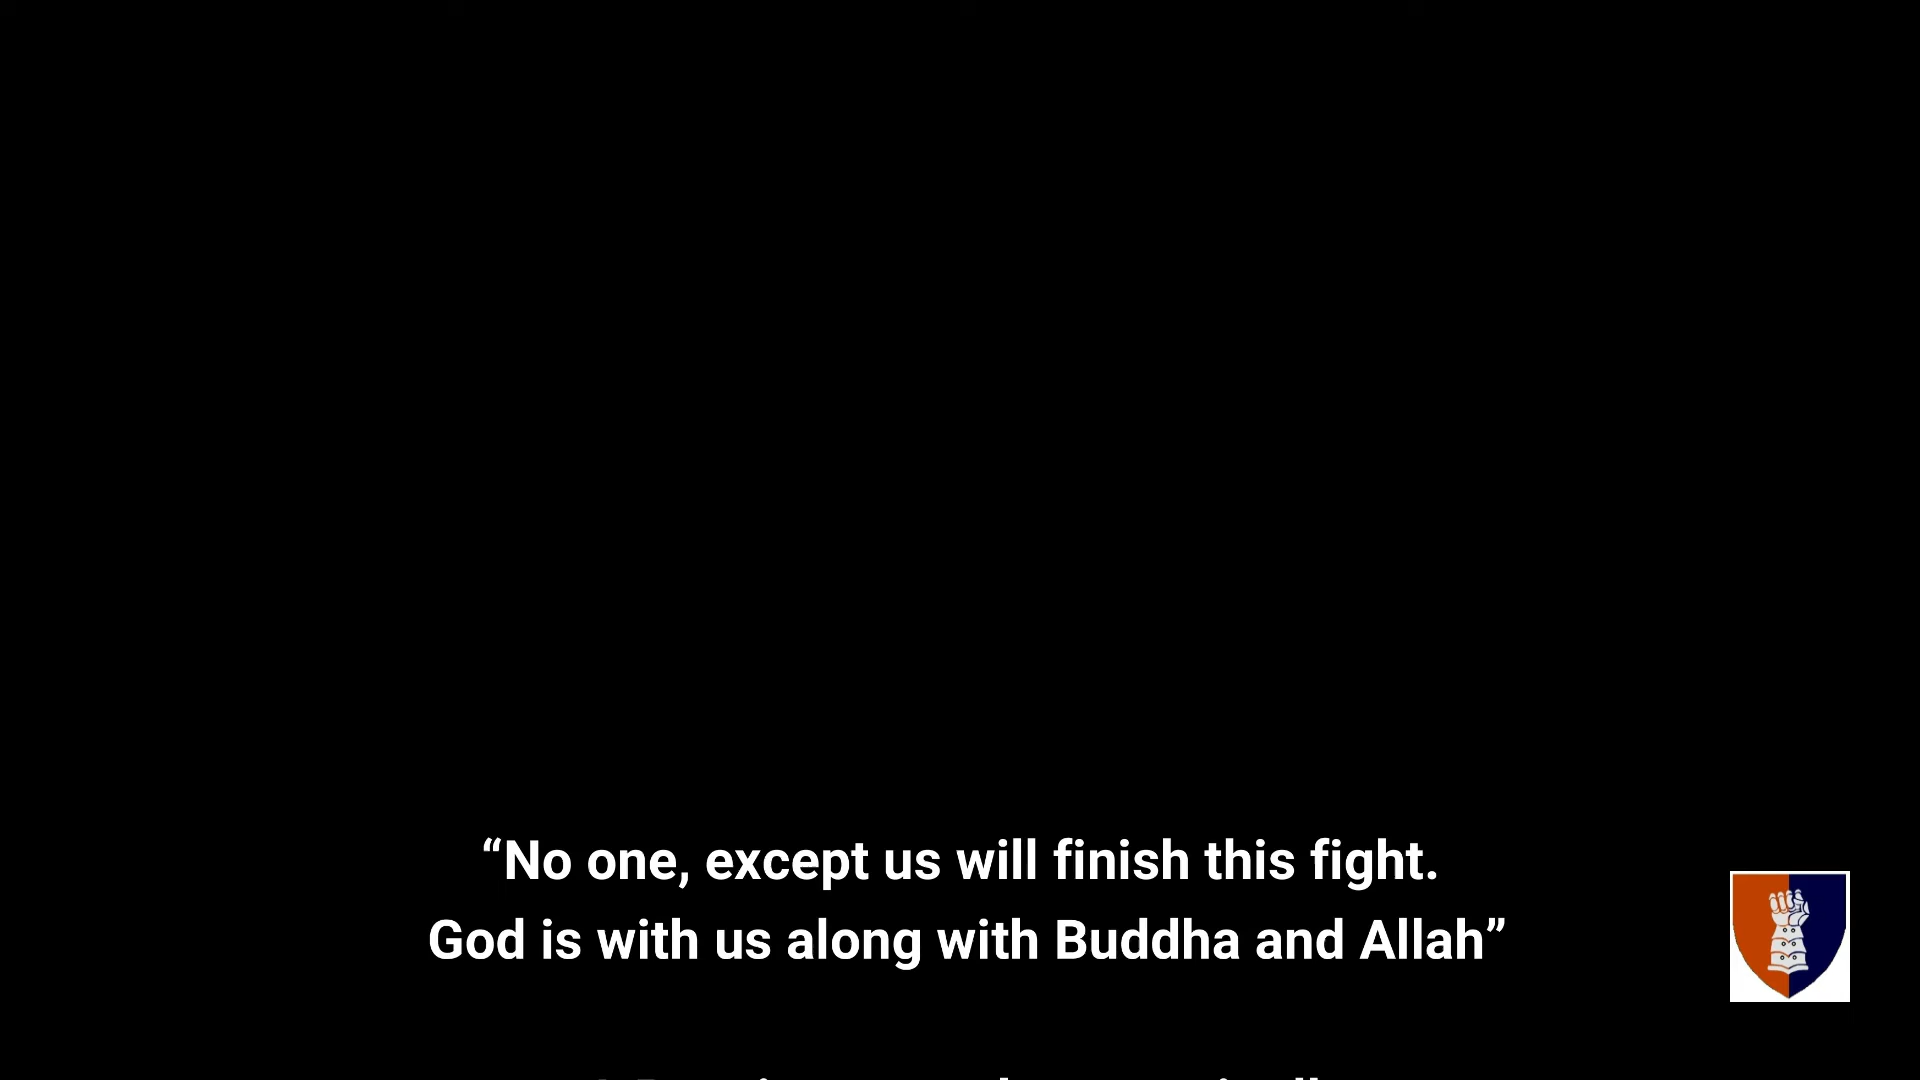 “No one, except us will finish this fight.
God is with us along with Buddha and Allah”